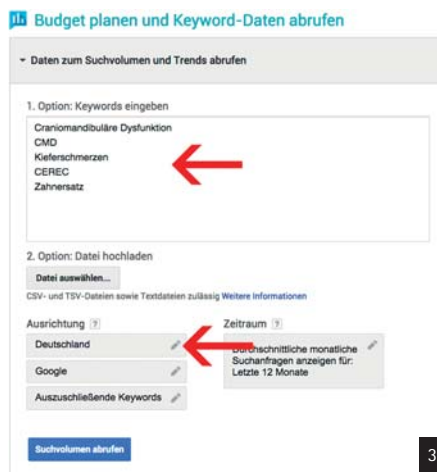 Budget planen und Keyword-Daten abrufen
Daten zum Suchvolumen und Trends abrufen
1. Option: Keywords eingeben
Craniomandibuläre Dysfunktion
CMD
Kieferschmerzen
CEREC
Zahnersatz
2. Option: Datei hochladen
Datei auswählen...
CSV- und TSV-Dateien sowie Textdateien zulässig Weitere Informationen
Ausrichtung ?
Deutschland
Google
Auszuschließende Keywords
Zeitraum ?
Durchschnittliche monatliche
Suchanfragen anzeigen für:
Letzte 12 Monate
Suchvolumen abrufen
3